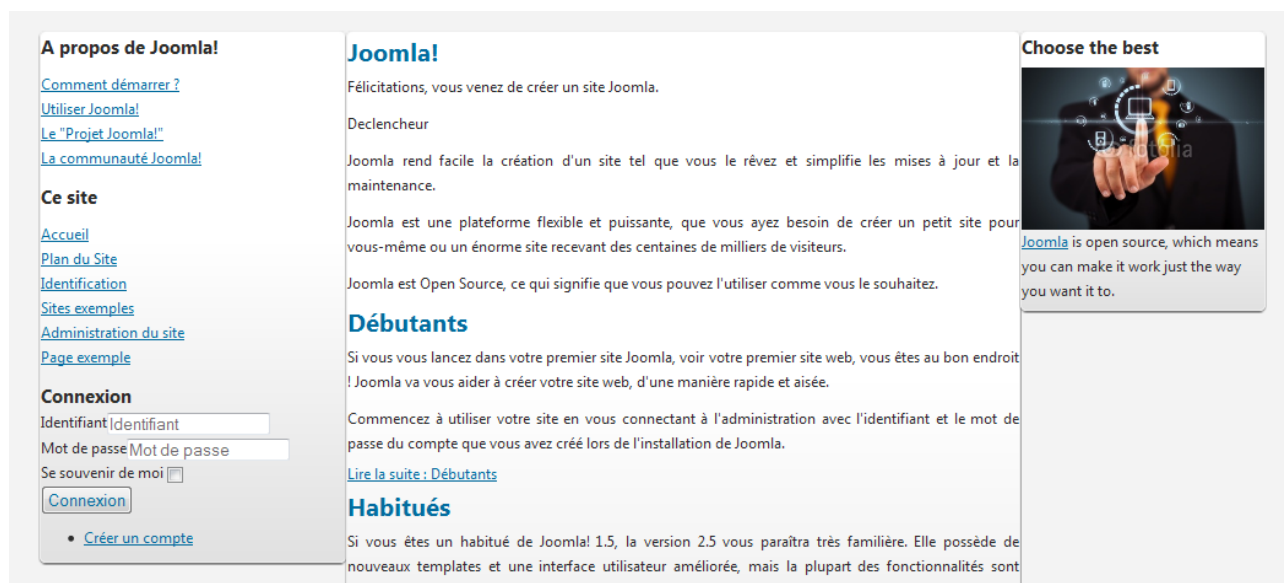 A propos de Joomla!
Comment démarrer ?
Utiliser Joomla!
Le "Projet Joomla!"
La communauté Joomla!
Ce site
Accueil
Plan du Site
Identification
Sites exemples
Administration du site
Page exemple
Connexion
Identifiant Identifiant
Mot de passe Mot de passe
Se souvenir de moi
Connexion
Créer un compte
Joomla!
Félicitations, vous venez de créer un site Joomla.
Declencheur
Joomla rend facile la création d'un site tel que vous le rêvez et simplifie les mises à jour et la
maintenance.
Joomla est une plateforme flexible et puissante, que vous ayez besoin de créer un petit site pour
vous-même ou un énorme site recevant des centaines de milliers de visiteurs.
Joomla est Open Source, ce qui signifie que vous pouvez l'utiliser comme vous le souhaitez.
Débutants
Si vous vous lancez dans votre premier site Joomla, voir votre premier site web, vous êtes au bon endroit
! Joomla va vous aider à créer votre site web, d'une manière rapide et aisée.
Commencez à utiliser votre site en vous connectant à l'administration avec l'identifiant et le mot de
passe du compte que vous avez créé lors de l'installation de Joomla.
Lire la suite : Débutants
Habitués
Si vous êtes un habitué de Joomla! 1.5, la version 2.5 vous paraîtra très familière. Elle possède de
nouveaux templates et une interface utilisateur améliorée, mais la plupart des fonctionnalités sont
Choose the best
fotolia
Joomla is open source, which means
you can make it work just the way
you want it to.